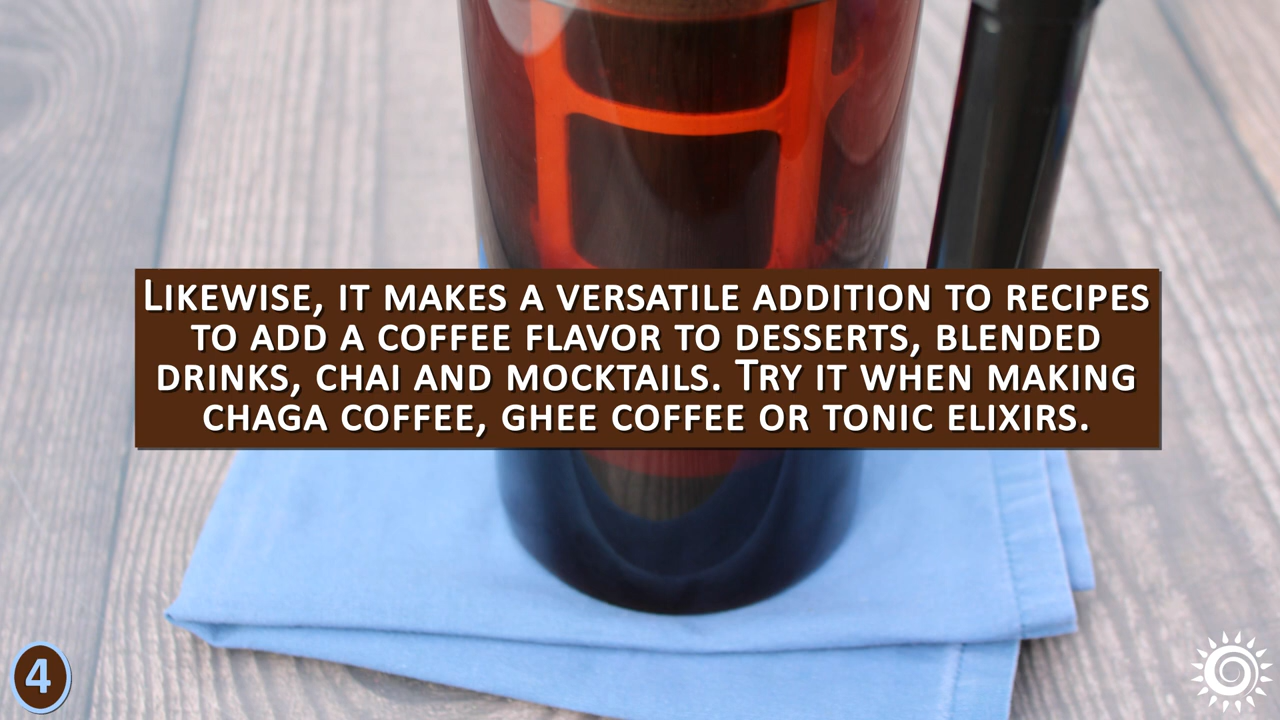 Likewise, it makes a versatile addition to recipes
to add a coffee flavor to desserts, blended
drinks, chai and mocktails. Try it when making
chaga coffee, ghee coffee or tonic elixirs.
4